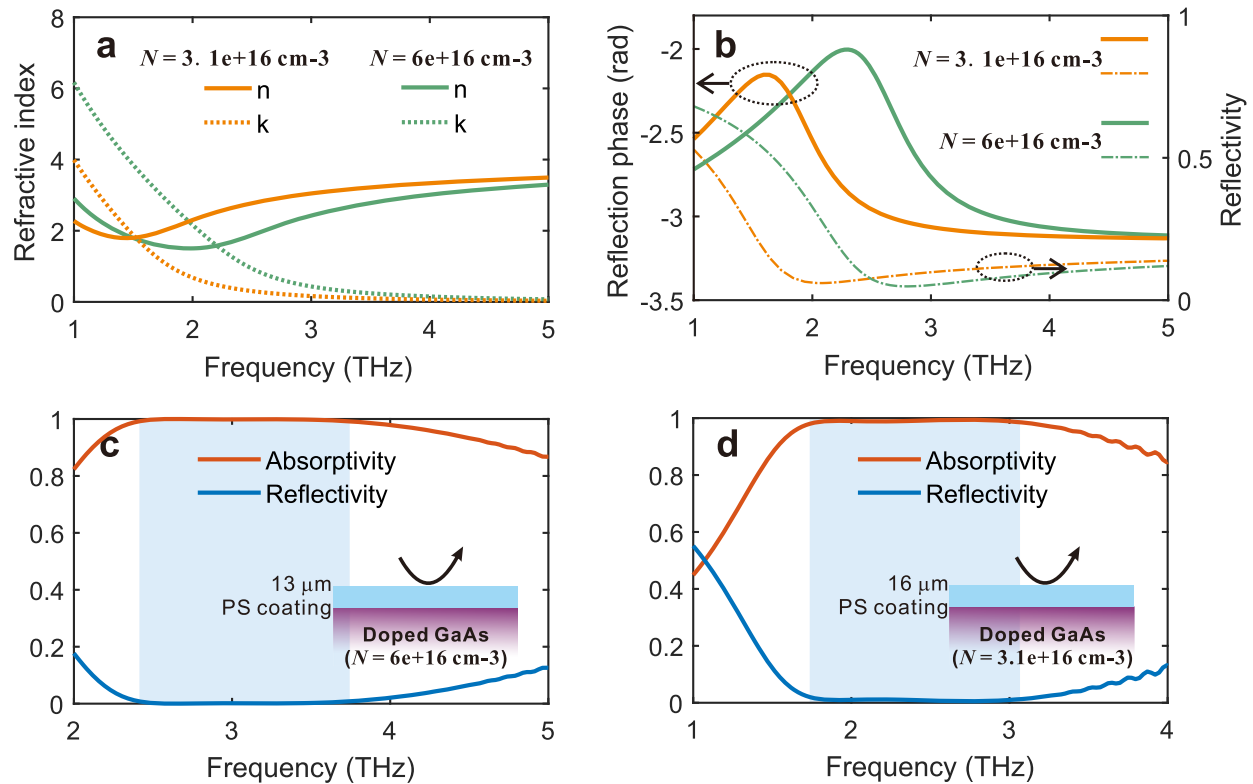 a
N = 3. 1e+16 cm-3
N = 6e+16 cm-3
n
n
k
k
Refractive index
8
6
4
2
0
1
2
3
4
5
Frequency (THz)
b
N = 3. 1e+16 cm-3
N = 6e+16 cm-3
Reflection phase (rad)
-2
-2.5
-3
-3.5
1
0.5
0
Reflectivity
1
2
3
4
5
Frequency (THz)
c
Absorptivity
Reflectivity
1
0.8
0.6
0.4
0.2
0
13 μm
PS coating
Doped GaAs
(N = 6e+16 cm-3)
2
3
4
5
Frequency (THz)
d
Absorptivity
Reflectivity
1
0.8
0.6
0.4
0.2
0
16 μm
PS coating
Doped GaAs
(N = 3.1e+16 cm-3)
1
2
3
4
Frequency (THz)